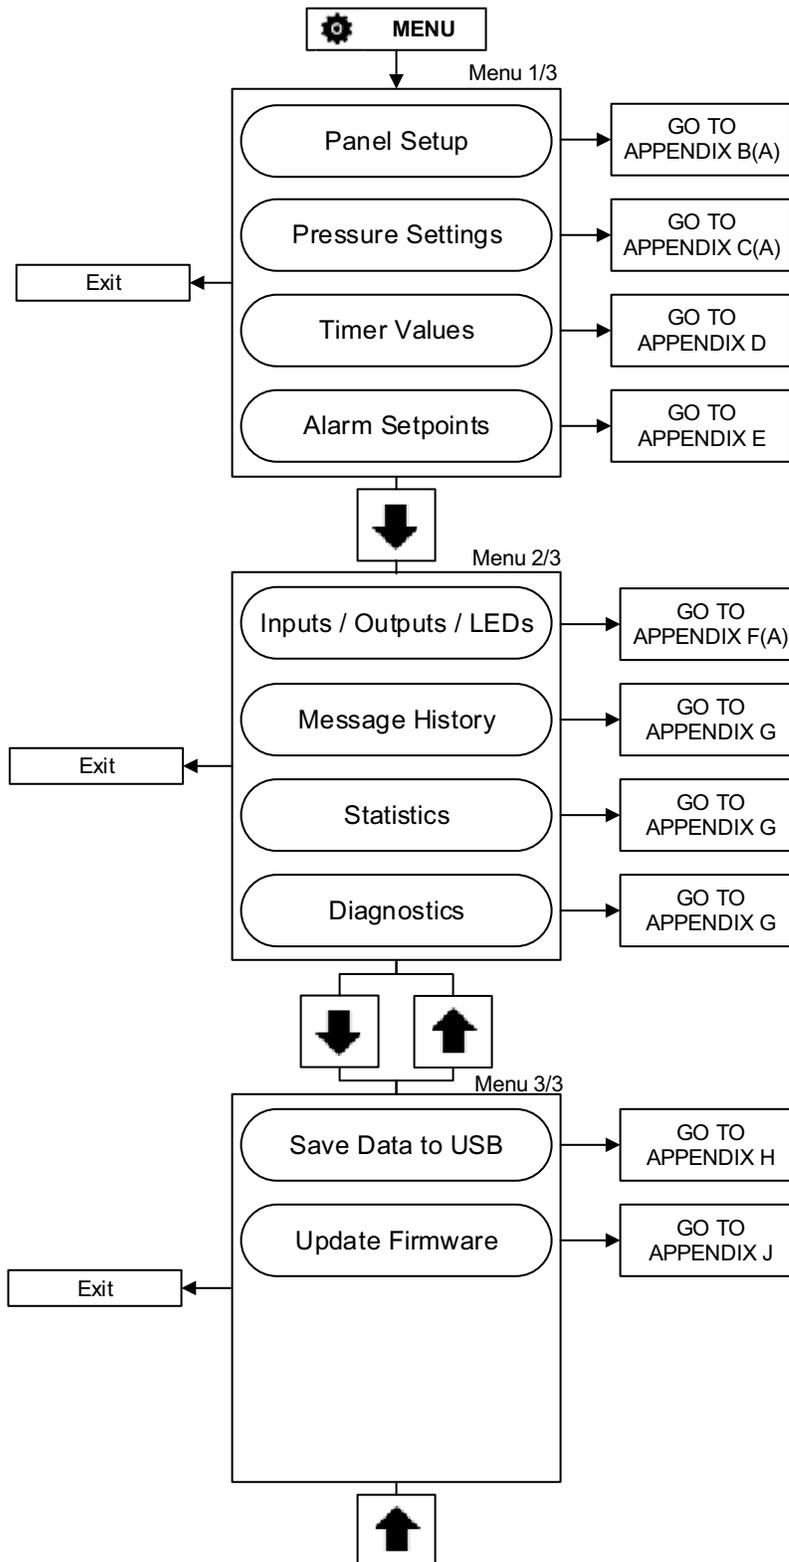 MENU
Menu 1/3
Panel Setup
GO TO
APPENDIX B(A)
Pressure Settings
GO TO
APPENDIX C(A)
Exit
Timer Values
GO TO
APPENDIX D
Alarm Setpoints
GO TO
APPENDIX E
Menu 2/3
Inputs / Outputs / LEDs
GO TO
APPENDIX F(A)
Message History
GO TO
APPENDIX G
Exit
Statistics
GO TO
APPENDIX G
Diagnostics
GO TO
APPENDIX G
Menu 3/3
Save Data to USB
GO TO
APPENDIX H
Update Firmware
GO TO
APPENDIX J
Exit